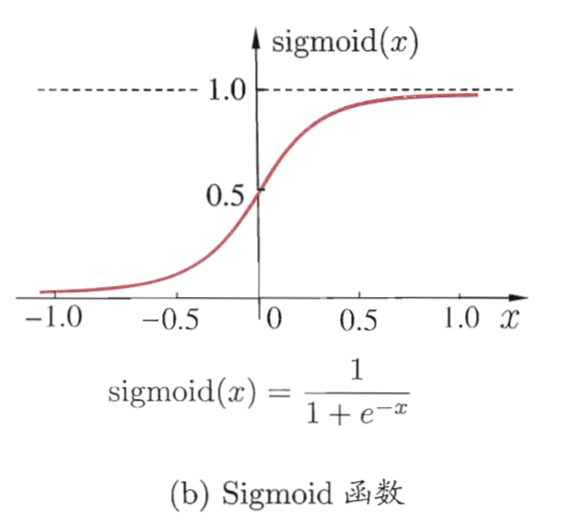 sigmoid(x)
1.0
0.5
−1.0 −0.5 0 0.5 1.0 x
sigmoid(x) = 1 / (1 + e^{−x})
(b) Sigmoid 函数